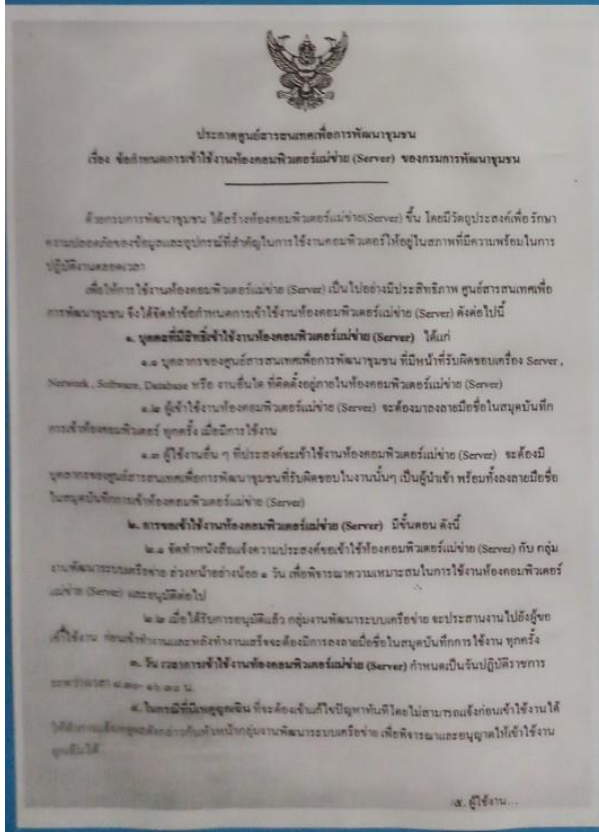 ประกาศศูนย์สารสนเทศเพื่อการพัฒนาชุมชน
เรื่อง ข้อกำหนดการเข้าใช้งานห้องคอมพิวเตอร์แม่ข่าย (Server) ของกรมการพัฒนาชุมชน
ด้วยกรมการพัฒนาชุมชน ได้สร้างห้องคอมพิวเตอร์แม่ข่าย(Server) ขึ้น โดยมีวัตถุประสงค์เพื่อ รักษา
ความปลอดภัยของข้อมูลและอุปกรณ์ที่สำคัญในการใช้งานคอมพิวเตอร์ให้อยู่ในสภาพที่มีความพร้อมในการ
ปฏิบัติงานตลอดเวลา
เพื่อให้การใช้งานห้องคอมพิวเตอร์แม่ข่าย (Server) เป็นไปอย่างมีประสิทธิภาพ ศูนย์สารสนเทศเพื่อ
การพัฒนาชุมชน จึงได้จัดทำข้อกำหนดการเข้าใช้งานห้องคอมพิวเตอร์แม่ข่าย (Server) ดังต่อไปนี้
๑. บุคคลที่มีสิทธิ์เข้าใช้งานห้องคอมพิวเตอร์แม่ข่าย (Server) ได้แก่
๑.๑ บุคลากรของศูนย์สารสนเทศเพื่อการพัฒนาชุมชน ที่มีหน้าที่รับผิดชอบเครื่อง Server ,
Network , Software, Database หรือ งานอื่นใด ที่ติดตั้งอยู่ภายในห้องคอมพิวเตอร์แม่ข่าย (Server)
๑.๒ ผู้เข้าใช้งานห้องคอมพิวเตอร์แม่ข่าย (Server) จะต้องมาลงลายมือชื่อในสมุดบันทึก
การเข้าห้องคอมพิวเตอร์ ทุกครั้ง เมื่อมีการใช้งาน
๑.๓ ผู้ใช้งานอื่น ๆ ที่ประสงค์จะเข้าใช้งานห้องคอมพิวเตอร์แม่ข่าย (Server) จะต้องมี
บุคลากรของศูนย์สารสนเทศเพื่อการพัฒนาชุมชนที่รับผิดชอบในงานนั้นๆ เป็นผู้นำเข้า พร้อมทั้งลงลายมือชื่อ
ในสมุดบันทึกการเข้าห้องคอมพิวเตอร์แม่ข่าย (Server)
๒. การขอเข้าใช้งานห้องคอมพิวเตอร์แม่ข่าย (Server) มีขั้นตอน ดังนี้
๒.๑ จัดทำหนังสือแจ้งความประสงค์ขอเข้าใช้ห้องคอมพิวเตอร์แม่ข่าย (Server) กับ กลุ่ม
งานพัฒนาระบบเครือข่าย ล่วงหน้าอย่างน้อย ๑ วัน เพื่อพิจารณาความเหมาะสมในการใช้งานห้องคอมพิวเตอร์
แม่ข่าย (Server) และอนุมัติต่อไป
๒.๒ เมื่อได้รับการอนุมัติแล้ว กลุ่มงานพัฒนาระบบเครือข่าย จะประสานงานไปยังผู้ขอ
เข้าใช้งาน ก่อนเข้าทำงานและหลังทำงานเสร็จจะต้องมีการลงลายมือชื่อในสมุดบันทึกการใช้งาน ทุกครั้ง
๓. วัน เวลาการเข้าใช้งานห้องคอมพิวเตอร์แม่ข่าย (Server) กำหนดเป็นวันปฏิบัติราชการ
ระหว่างเวลา ๘.๓๐- ๑๖.๓๐ น.
๔. ในกรณีที่มีเหตุฉุกเฉิน ที่จะต้องเข้าแก้ไขปัญหาทันทีโดยไม่สามารถแจ้งก่อนเข้าใช้งานได้
ให้ทำการแจ้งเหตุผลดังกล่าวกับหัวหน้ากลุ่มงานพัฒนาระบบเครือข่าย เพื่อพิจารณาและอนุญาตให้เข้าใช้งาน
ฉุกเฉินได้
/๕. ผู้ใช้งาน...